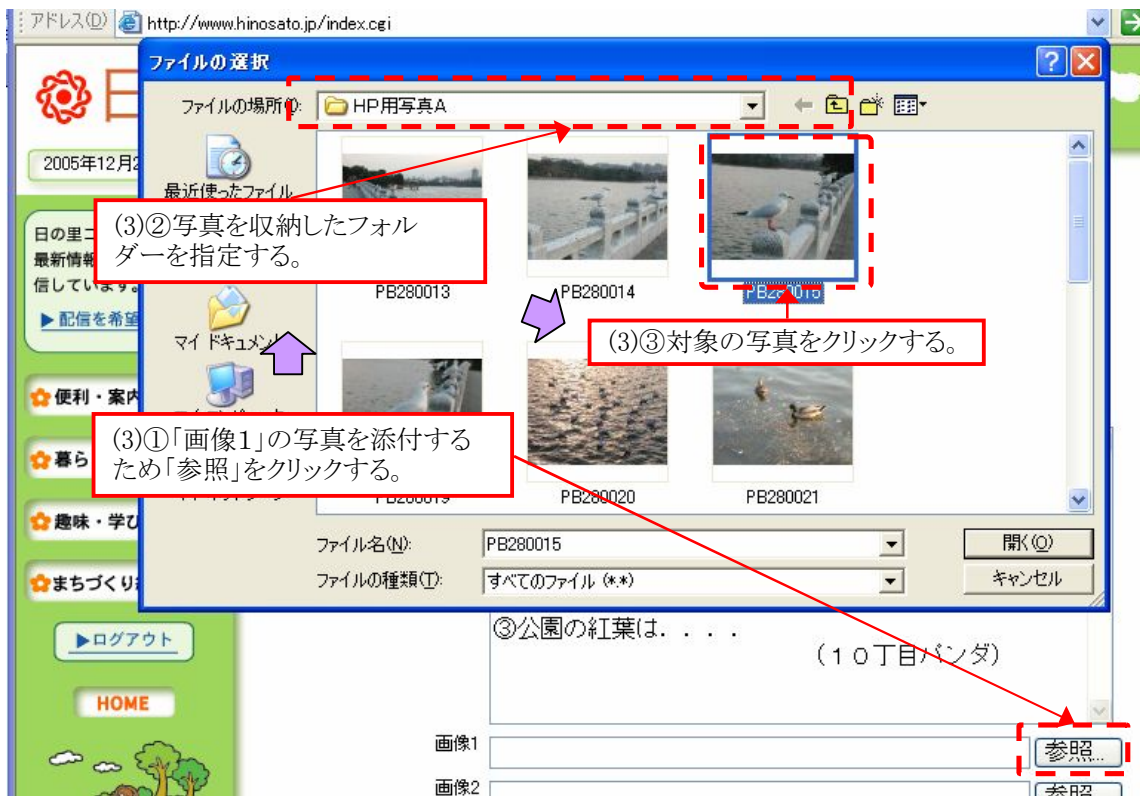 アドレス(D) http://www.hinosato.jp/index.cgi
ファイルの選択
ファイルの場所(I): HP用写真A
日
2005年12月2
最近使ったファイル
(3)②写真を収納したフォル
ダーを指定する。
日の里コ
最新情報
信しています。
▶配信を希望
PB280013 PB280014 PB280015
マイ ドキュメント
(3)③対象の写真をクリックする。
便利・案内
(3)①「画像1」の写真を添付する
ため「参照」をクリックする。
暮ら
PB280019 PB280020 PB280021
趣味・学び
ファイル名(N): PB280015 開く(O)
ファイルの種類(T): すべてのファイル (*.*) キャンセル
まちづくり
③公園の紅葉は．．．．
（１０丁目パンダ）
▶ログアウト
HOME
画像1 参照...
画像2 参照...